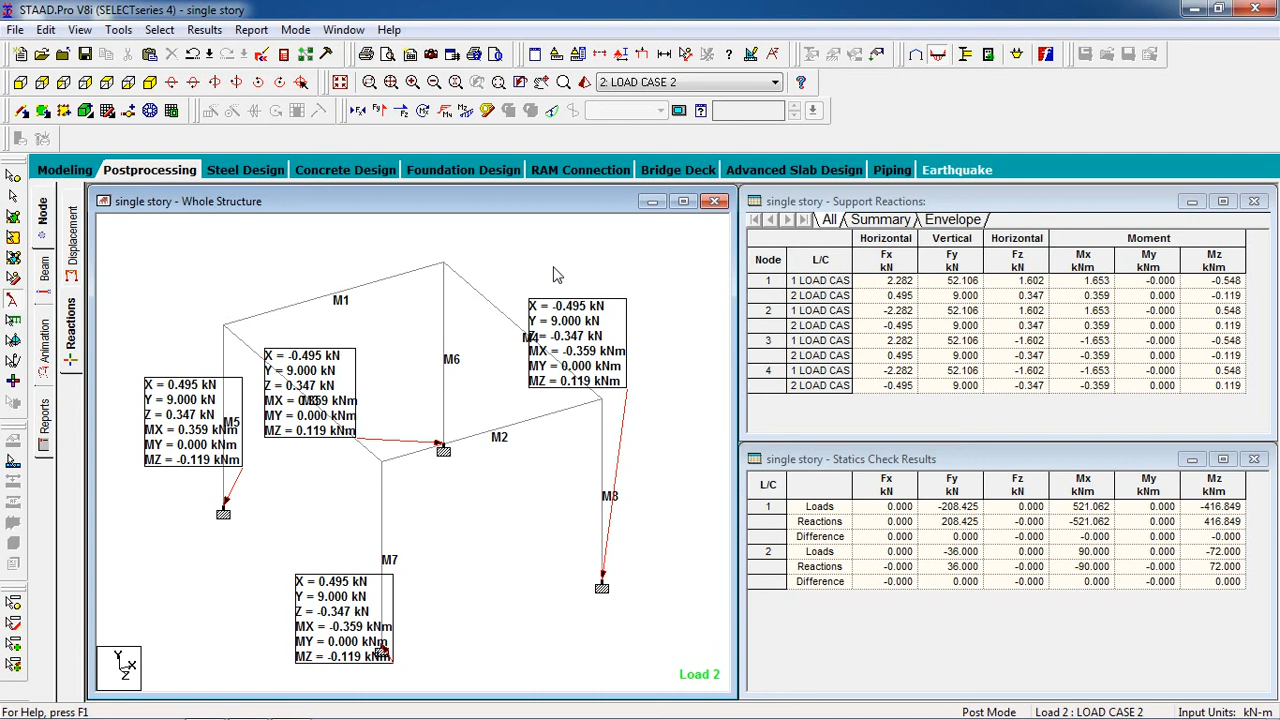 STAAD.Pro V8i (SELECTseries 4) - single story
File Edit View Tools Select Results Report Mode Window Help
2: LOAD CASE 2
Modeling Postprocessing Steel Design Concrete Design Foundation Design RAM Connection Bridge Deck Advanced Slab Design Piping Earthquake
Node
Beam
Animation
Reports
Displacement
Reactions
single story - Whole Structure
M1
X = -0.495 kN
Y = 9.000 kN
Z = -0.347 kN
MX = -0.359 kNm
MY = 0.000 kNm
MZ = 0.119 kNm
M6
X = -0.495 kN
Y = 9.000 kN
Z = 0.347 kN
MX = 0.359 kNm
MY = 0.000 kNm
MZ = 0.119 kNm
X = 0.495 kN
Y = 9.000 kN
Z = 0.347 kN
MX = 0.359 kNm
MY = 0.000 kNm
MZ = -0.119 kNm
M5
M2
M8
M7
X = 0.495 kN
Y = 9.000 kN
Z = -0.347 kN
MX = -0.359 kNm
MY = 0.000 kNm
MZ = -0.119 kNm
Y
X
Z
Load 2
single story - Support Reactions:
All Summary Envelope
Horizontal Vertical Horizontal Moment
Node L/C Fx kN Fy kN Fz kN Mx kNm My kNm Mz kNm
1 1 LOAD CAS 2.282 52.106 1.602 1.653 -0.000 -0.548
2 LOAD CAS 0.495 9.000 0.347 0.359 -0.000 -0.119
2 1 LOAD CAS -2.282 52.106 1.602 1.653 -0.000 0.548
2 LOAD CAS -0.495 9.000 0.347 0.359 0.000 0.119
3 1 LOAD CAS 2.282 52.106 -1.602 -1.653 -0.000 -0.548
2 LOAD CAS 0.495 9.000 -0.347 -0.359 0.000 -0.119
4 1 LOAD CAS -2.282 52.106 -1.602 -1.653 -0.000 0.548
2 LOAD CAS -0.495 9.000 -0.347 -0.359 0.000 0.119
single story - Statics Check Results
L/C Fx kN Fy kN Fz kN Mx kNm My kNm Mz kNm
1 Loads 0.000 -208.425 0.000 521.062 0.000 -416.849
Reactions 0.000 208.425 -0.000 -521.062 0.000 416.849
Difference -0.000 0.000 -0.000 -0.000 0.000 -0.000
2 Loads 0.000 -36.000 0.000 90.000 0.000 -72.000
Reactions -0.000 36.000 -0.000 -90.000 0.000 72.000
Difference -0.000 0.000 -0.000 0.000 0.000 0.000
For Help, press F1
Post Mode Load 2 : LOAD CASE 2 Input Units: kN-m